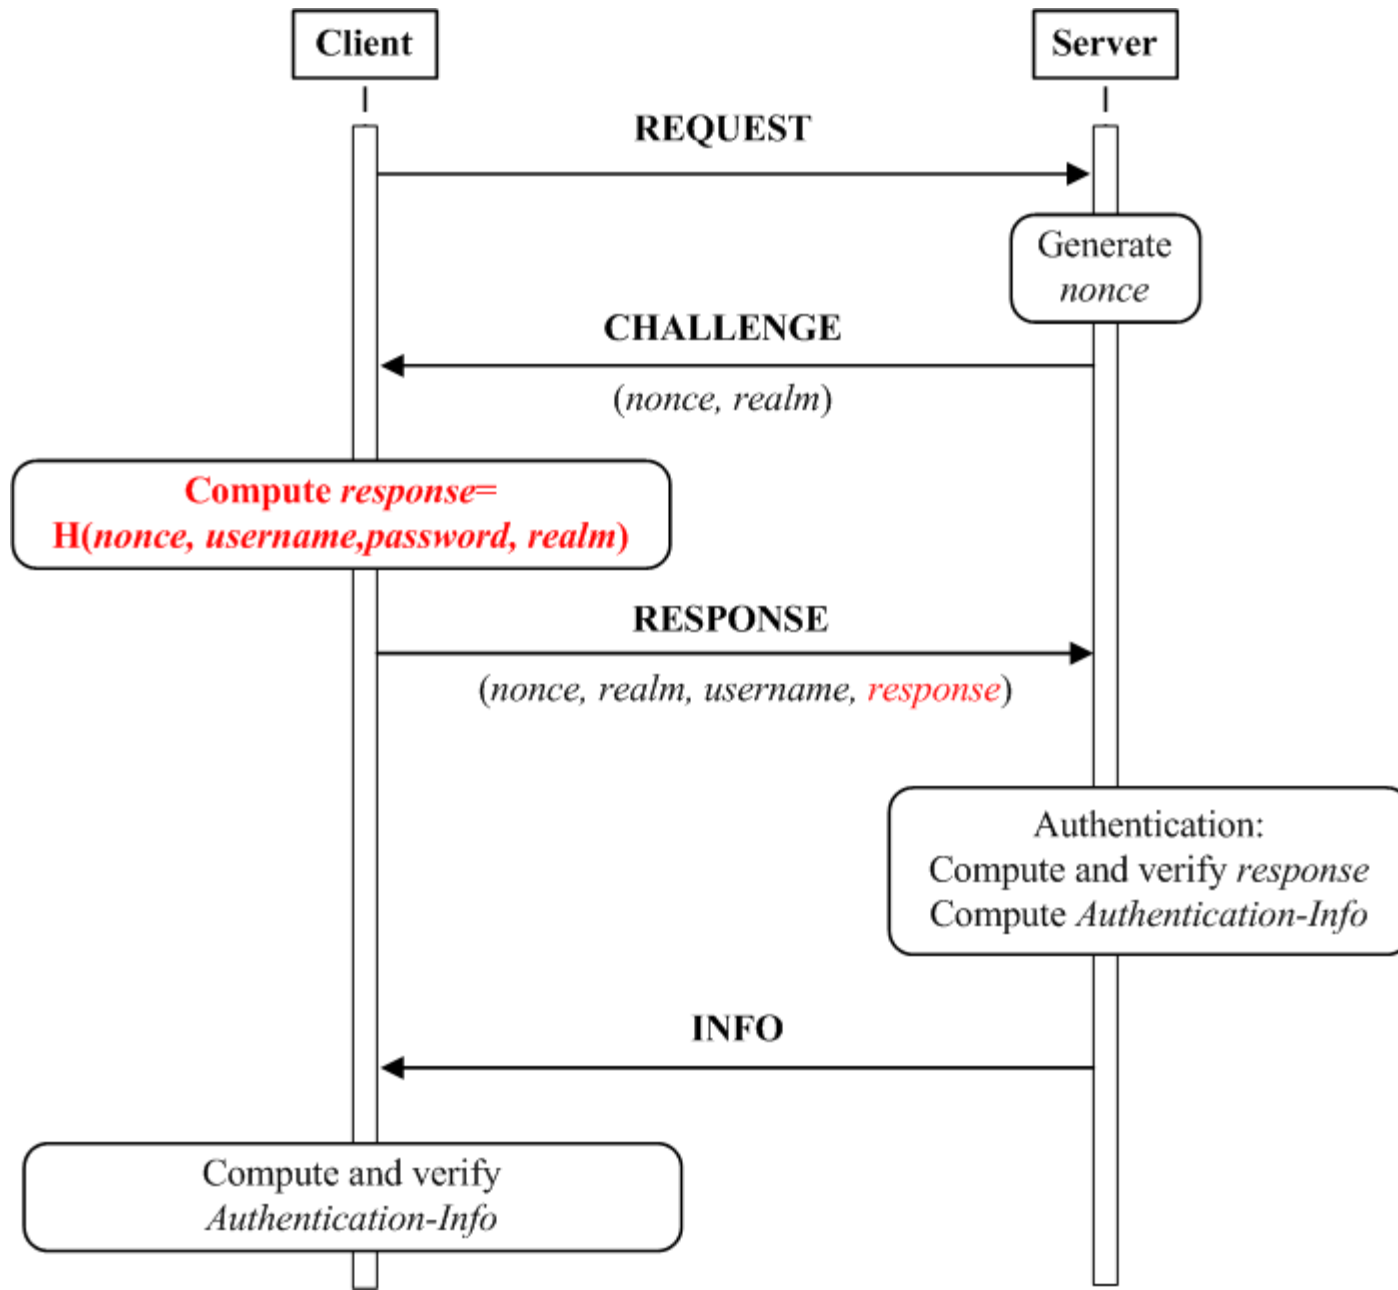 Client
Server
REQUEST
Generate
nonce
CHALLENGE
(nonce, realm)
Compute response=
H(nonce, username,password, realm)
RESPONSE
(nonce, realm, username, response)
Authentication:
Compute and verify response
Compute Authentication-Info
INFO
Compute and verify
Authentication-Info